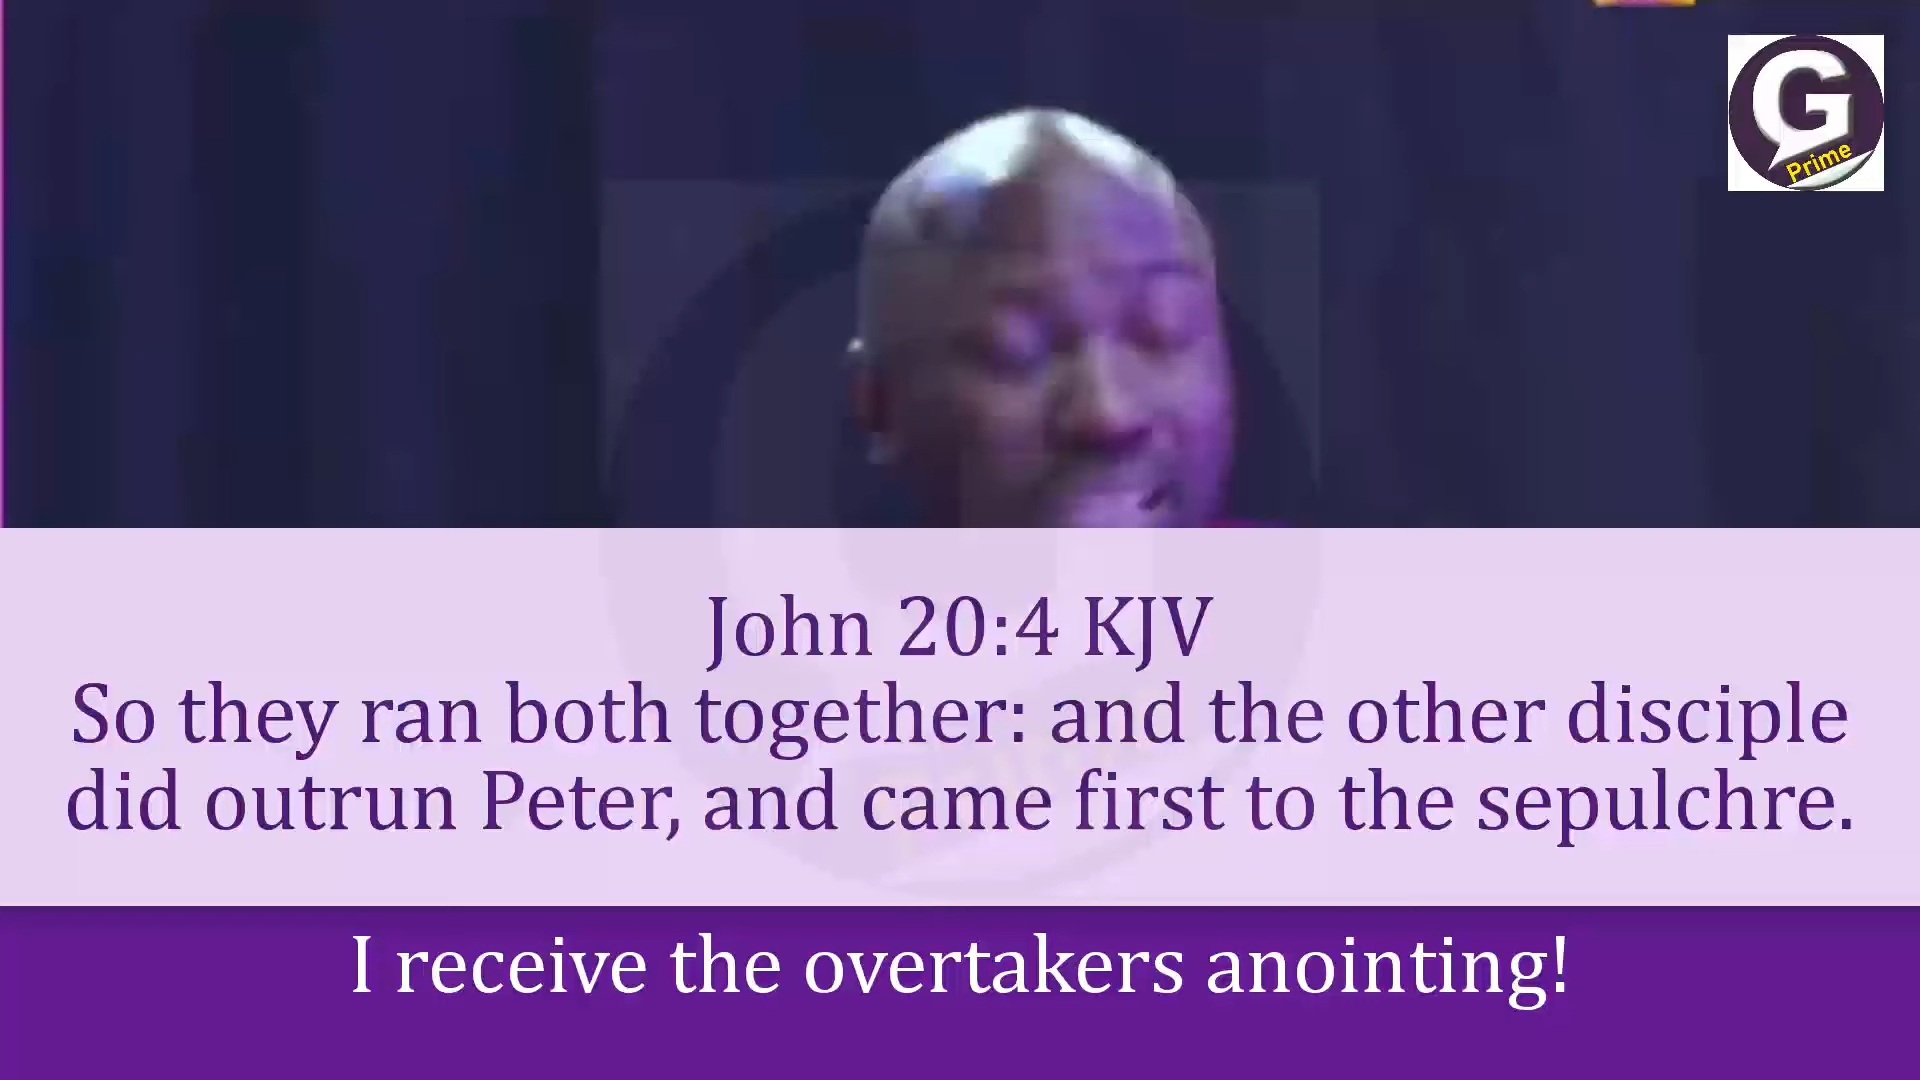 G
Prime
John 20:4 KJV
So they ran both together: and the other disciple
did outrun Peter, and came first to the sepulchre.
I receive the overtakers anointing!